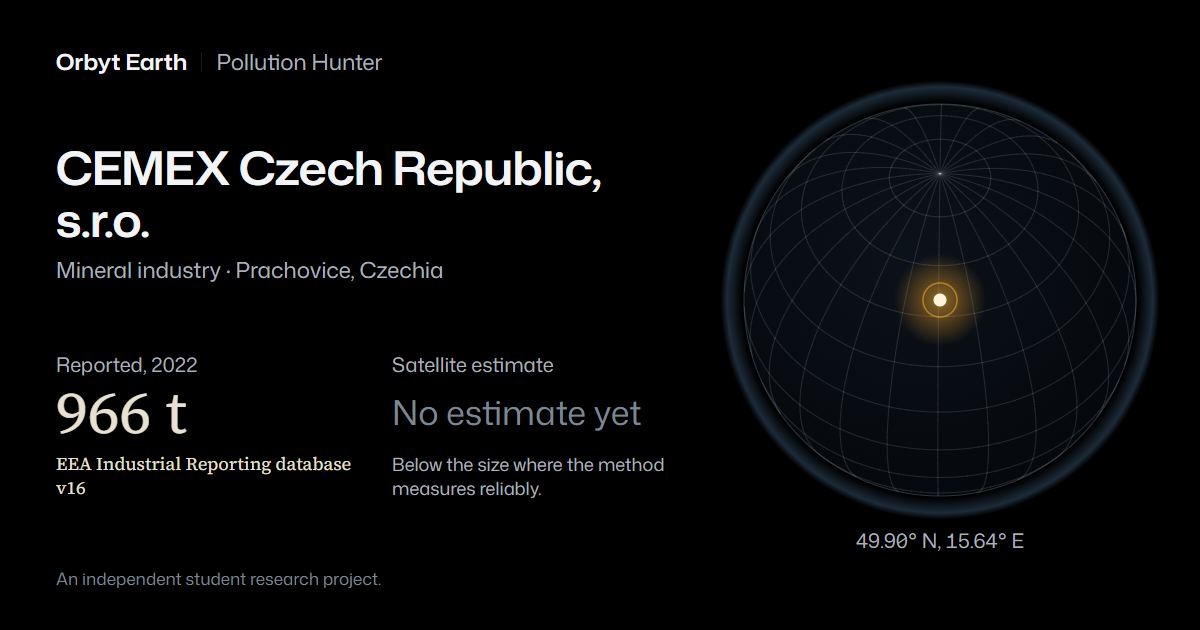 Orbyt Earth | Pollution Hunter
CEMEX Czech Republic,
s.r.o.
Mineral industry · Prachovice, Czechia
Reported, 2022
966 t
EEA Industrial Reporting database
v16
Satellite estimate
No estimate yet
Below the size where the method
measures reliably.
49.90° N, 15.64° E
An independent student research project.